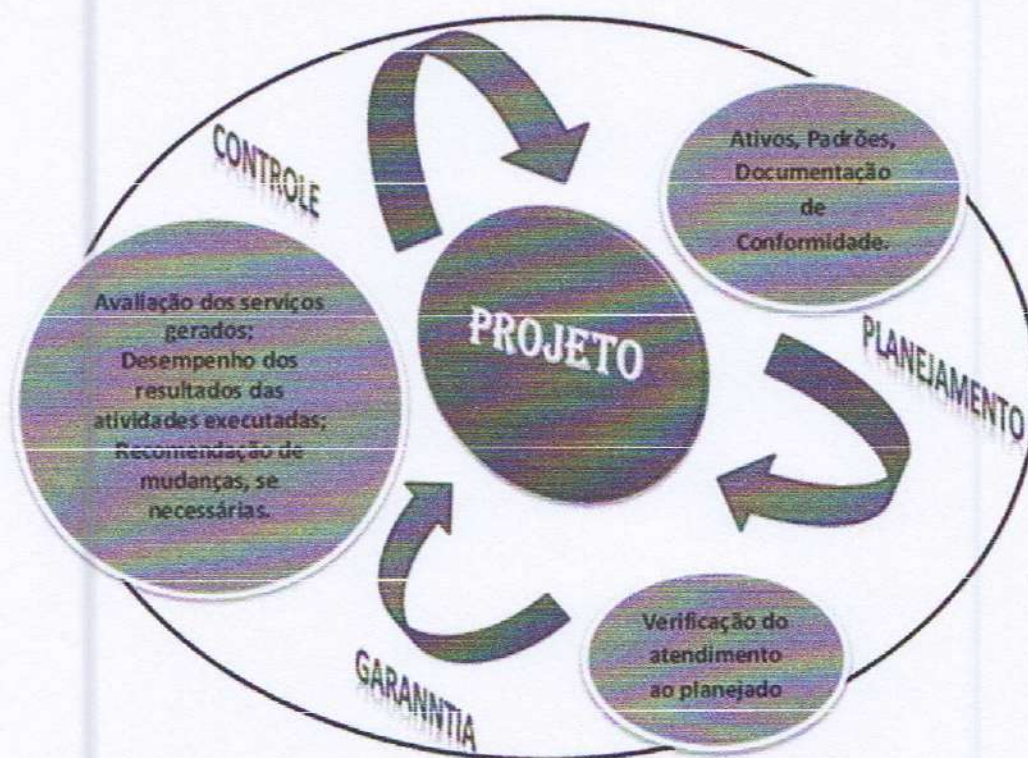 CONTROLE
Ativos, Padrões,
Documentação
de
Conformidade.
Avaliação dos serviços
gerados;
Desempenho dos
resultados das
atividades executadas;
Recomendação de
mudanças, se
necessárias.
PROJETO
PLANEJAMENTO
Verificação do
atendimento
ao planejado
GARANNTIA